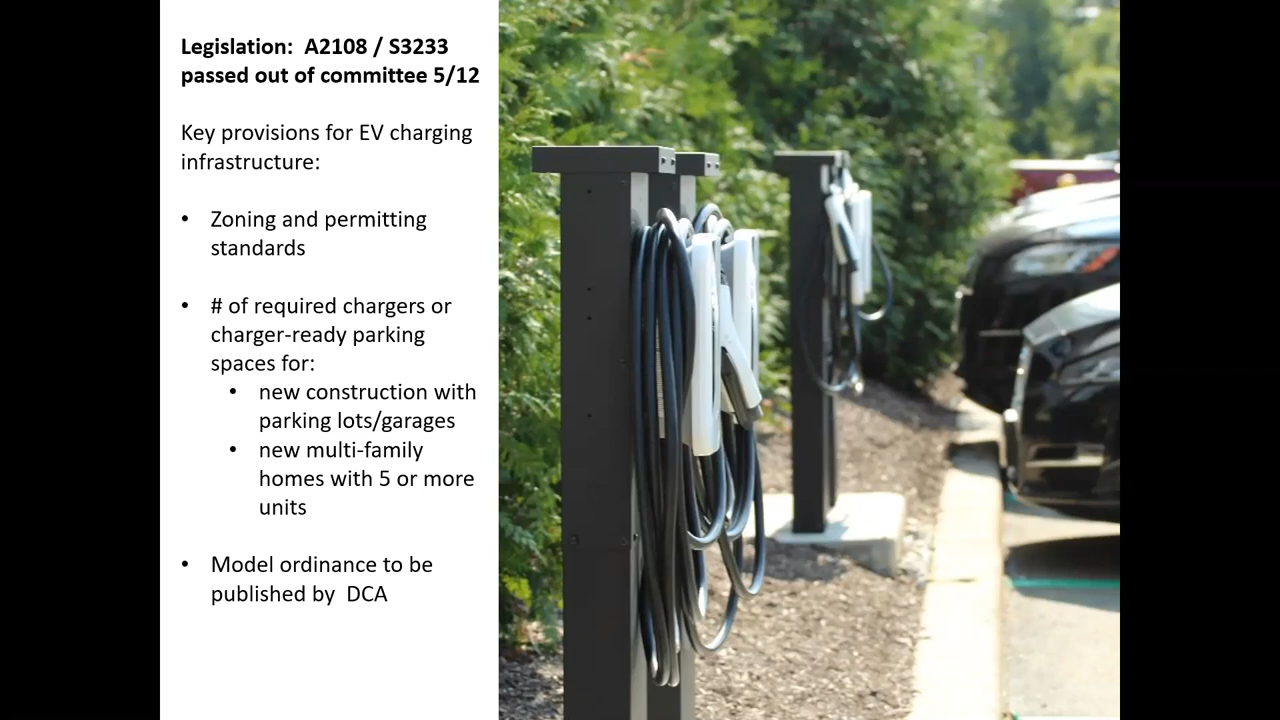 Legislation:  A2108 / S3233
passed out of committee 5/12
Key provisions for EV charging
infrastructure:
• Zoning and permitting
standards
• # of required chargers or
charger-ready parking
spaces for:
• new construction with
parking lots/garages
• new multi-family
homes with 5 or more
units
• Model ordinance to be
published by  DCA